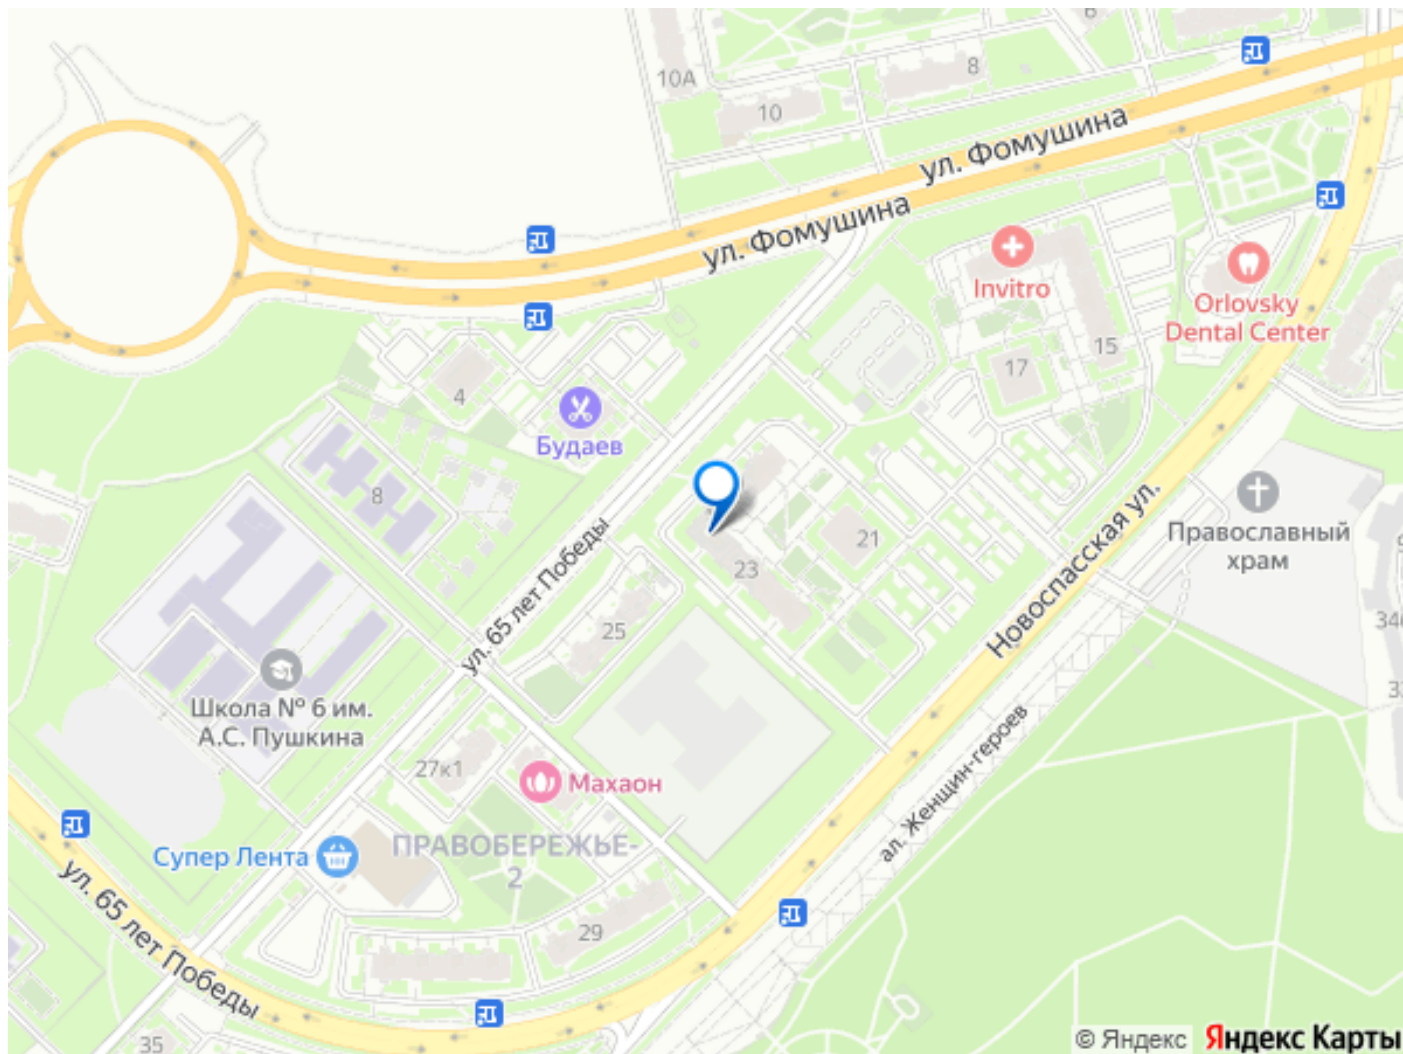 10А
8
10
ул. Фомушина
ул. Фомушина
Invitro
Orlovsky
Dental Center
15
17
4
Будаев
8
21
23
Новоспасская ул.
Православный
храм
ул. 65 лет Победы
25
Школа № 6 им.
А.С. Пушкина
27к1
Махаон
ал. Женщин-героев
ПРАВОБЕРЕЖЬЕ-
2
Супер Лента
ул. 65 лет Победы
29
35
© Яндекс Яндекс Карты